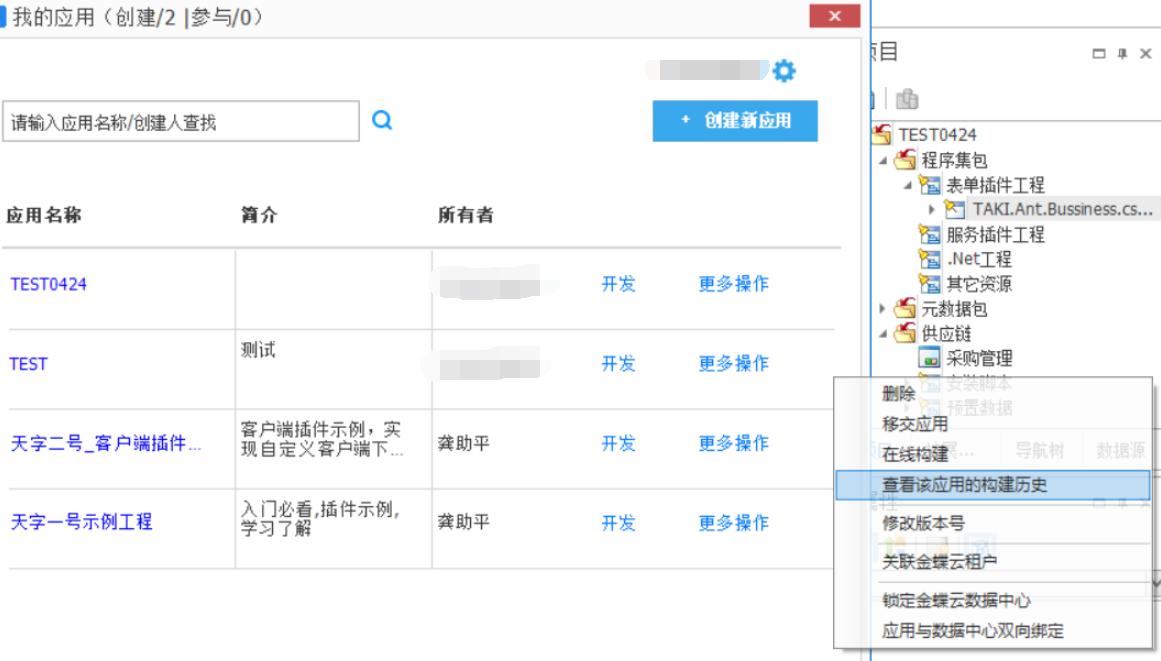 我的应用（创建/2 |参与/0）
请输入应用名称/创建人查找
+ 创建新应用
应用名称 简介 所有者
TEST0424 开发 更多操作
TEST 测试 开发 更多操作
天字二号_客户端插件... 客户端插件示例，实
现自定义客户端下... 龚助平 开发 更多操作
天字一号示例工程 入门必看,插件示例,
学习了解 龚助平 开发 更多操作
项目
TEST0424
程序集包
表单插件工程
TAKI.Ant.Bussiness.cs...
服务插件工程
.Net工程
其它资源
元数据包
供应链
采购管理
安装脚本
预置数据
导航树 数据源
属性
删除
移交应用
在线构建
查看该应用的构建历史
修改版本号
关联金蝶云租户
锁定金蝶云数据中心
应用与数据中心双向绑定